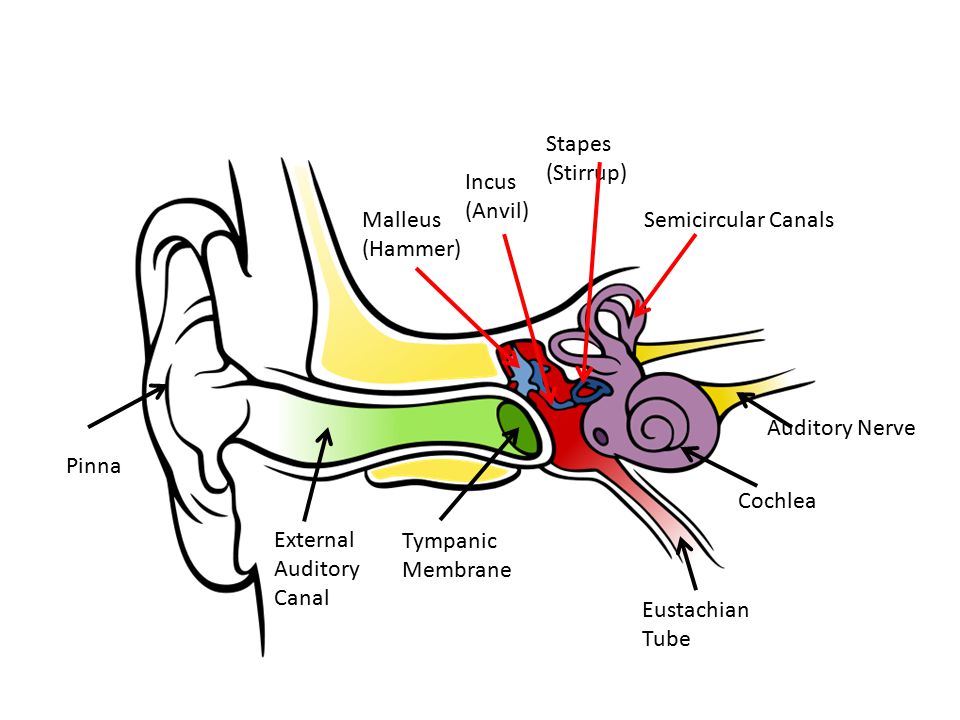 Stapes
(Stirrup)
Incus
(Anvil)
Malleus
(Hammer)
Semicircular Canals
Auditory Nerve
Pinna
Cochlea
External
Auditory
Canal
Tympanic
Membrane
Eustachian
Tube